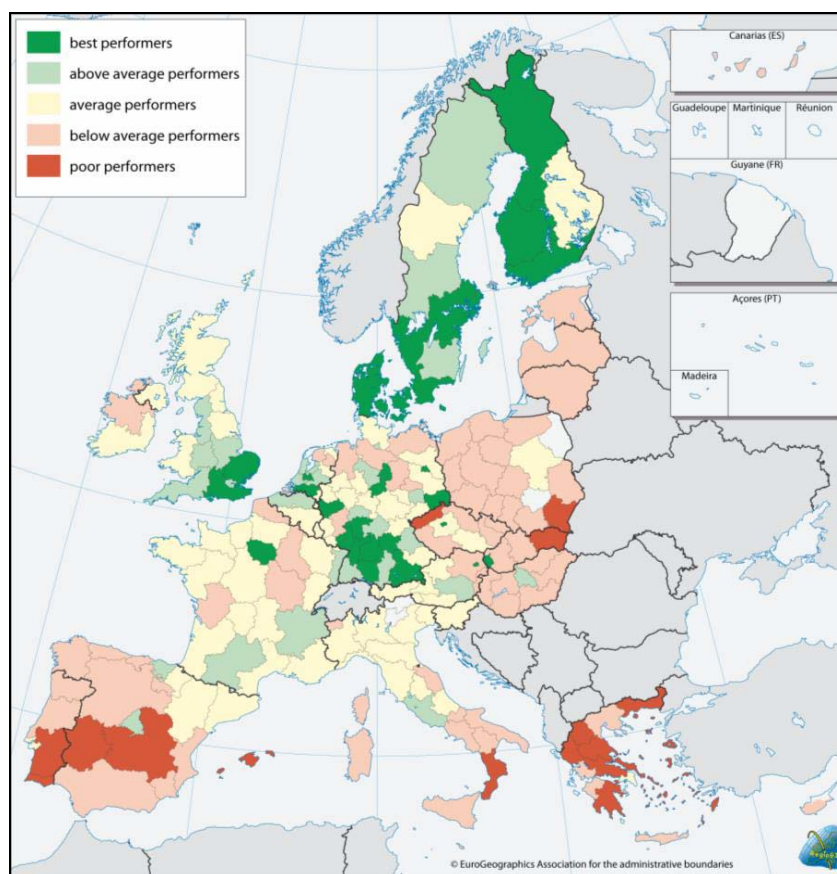 best performers
above average performers
average performers
below average performers
poor performers
Canarias (ES)
Guadeloupe
Martinique
Réunion
Guyane (FR)
Açores (PT)
Madeira
© EuroGeographics Association for the administrative boundaries